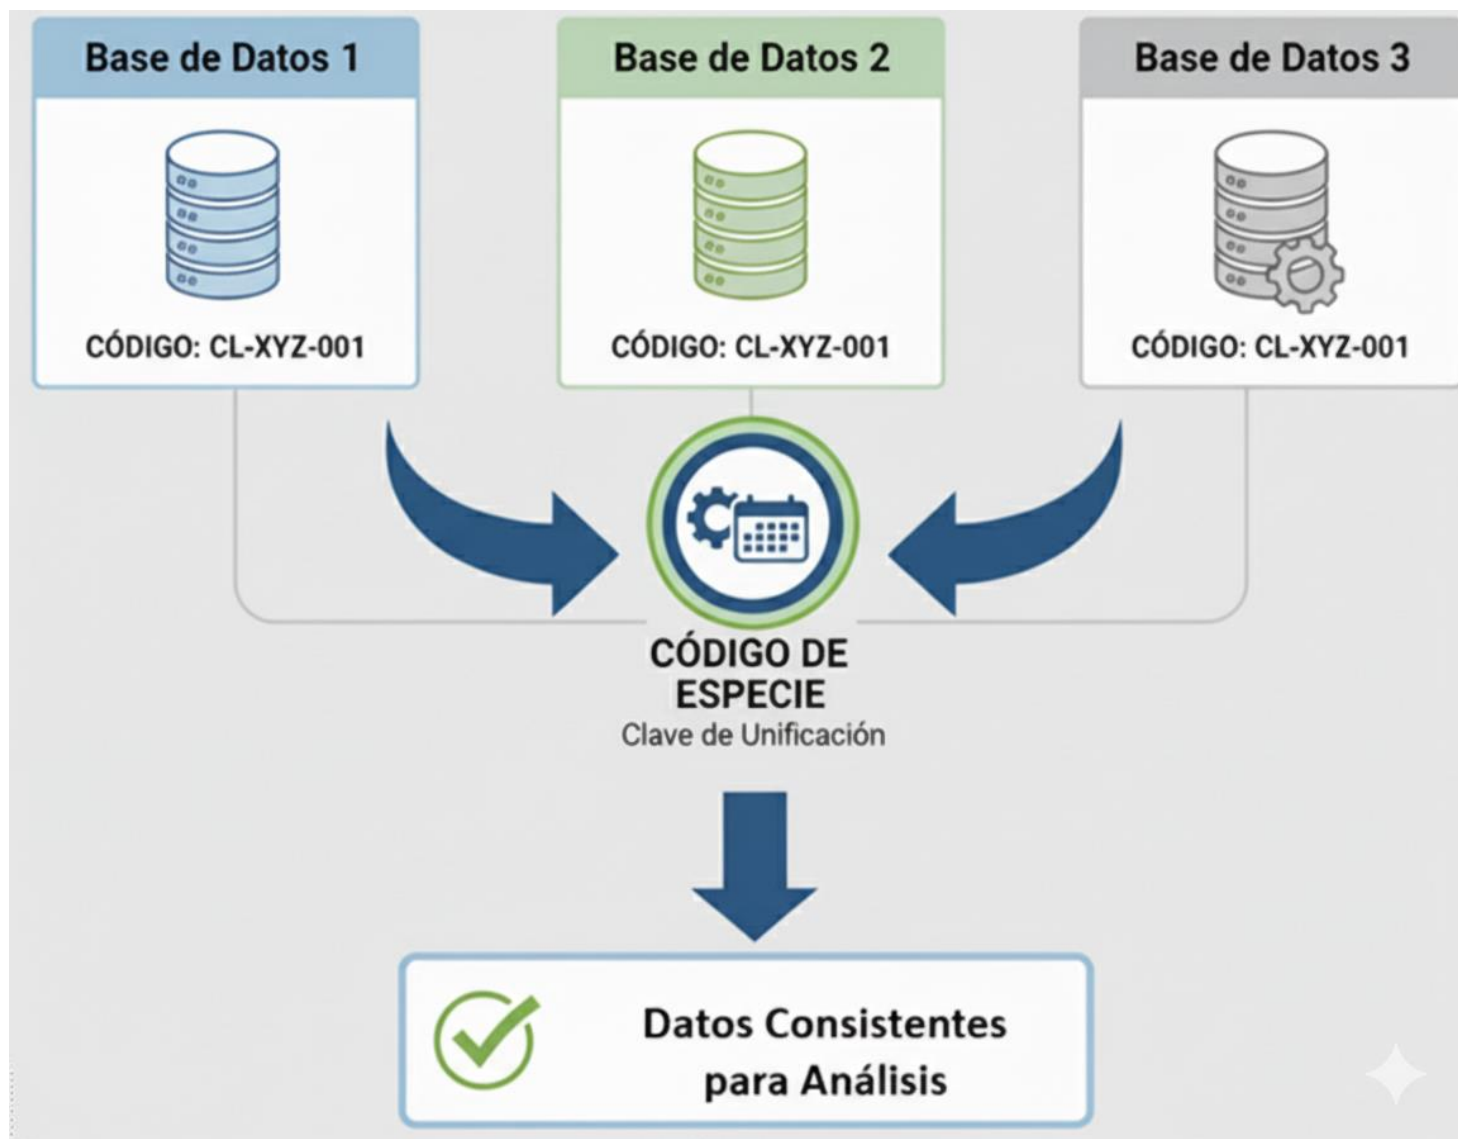 Base de Datos 1
Base de Datos 2
Base de Datos 3
CÓDIGO: CL-XYZ-001
CÓDIGO: CL-XYZ-001
CÓDIGO: CL-XYZ-001
CÓDIGO DE
ESPECIE
Clave de Unificación
Datos Consistentes
para Análisis